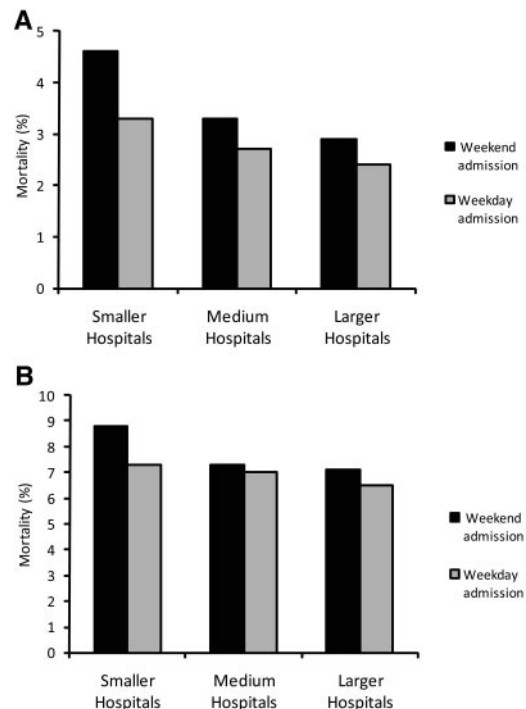 A
Mortality (%)
5
4
3
2
1
0
Smaller
Hospitals
Medium
Hospitals
Larger
Hospitals
Weekend
admission
Weekday
admission
B
Mortality (%)
10
9
8
7
6
5
4
3
2
1
0
Smaller
Hospitals
Medium
Hospitals
Larger
Hospitals
Weekend
admission
Weekday
admission